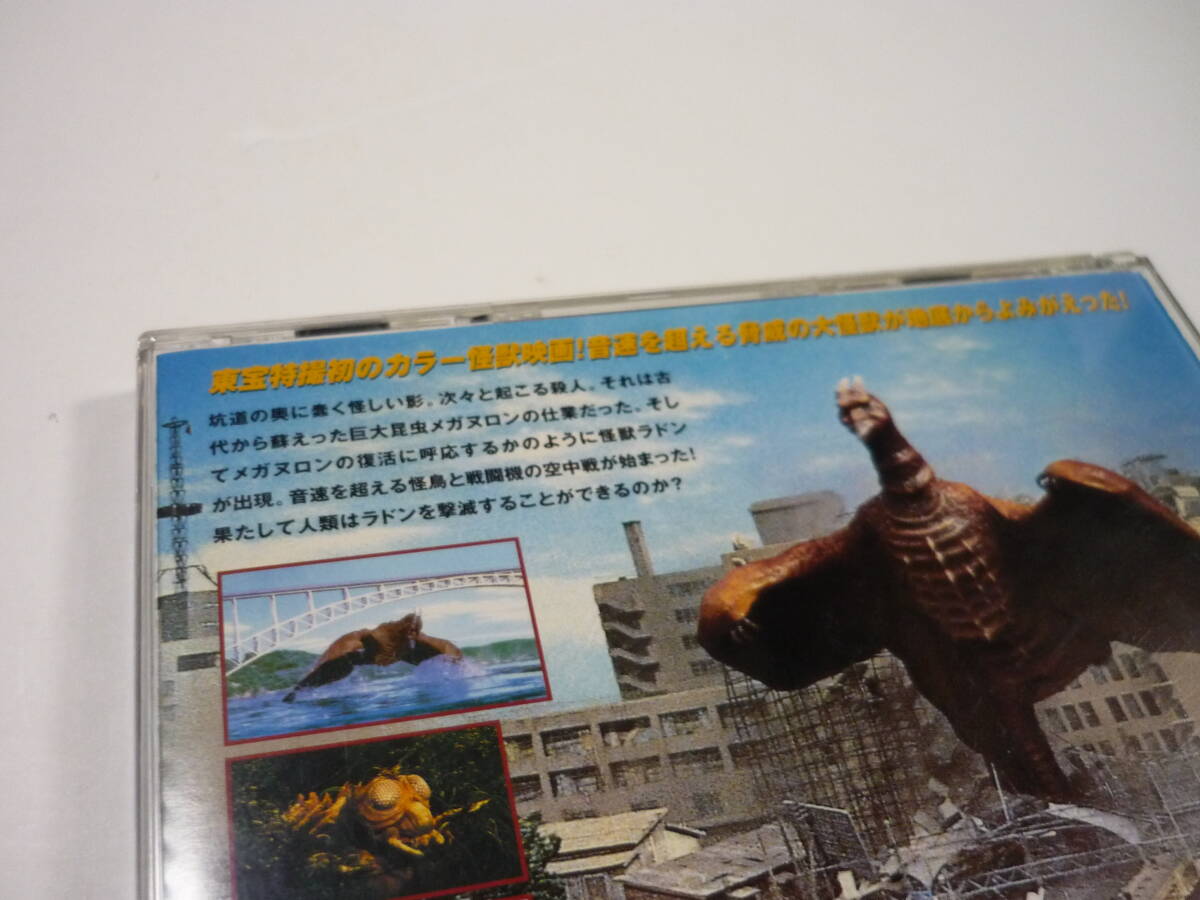 東宝特撮初のカラー怪獣映画!音速を超える脅威の大怪獣が地底からよみがえった!
坑道の奥に蠢く怪しい影。次々と起こる殺人。それは古
代から蘇えった巨大昆虫メガヌロンの仕業だった。そし
てメガヌロンの復活に呼応するかのように怪獣ラドン
が出現。音速を超える怪鳥と戦闘機の空中戦が始まった!
果たして人類はラドンを撃滅することができるのか?